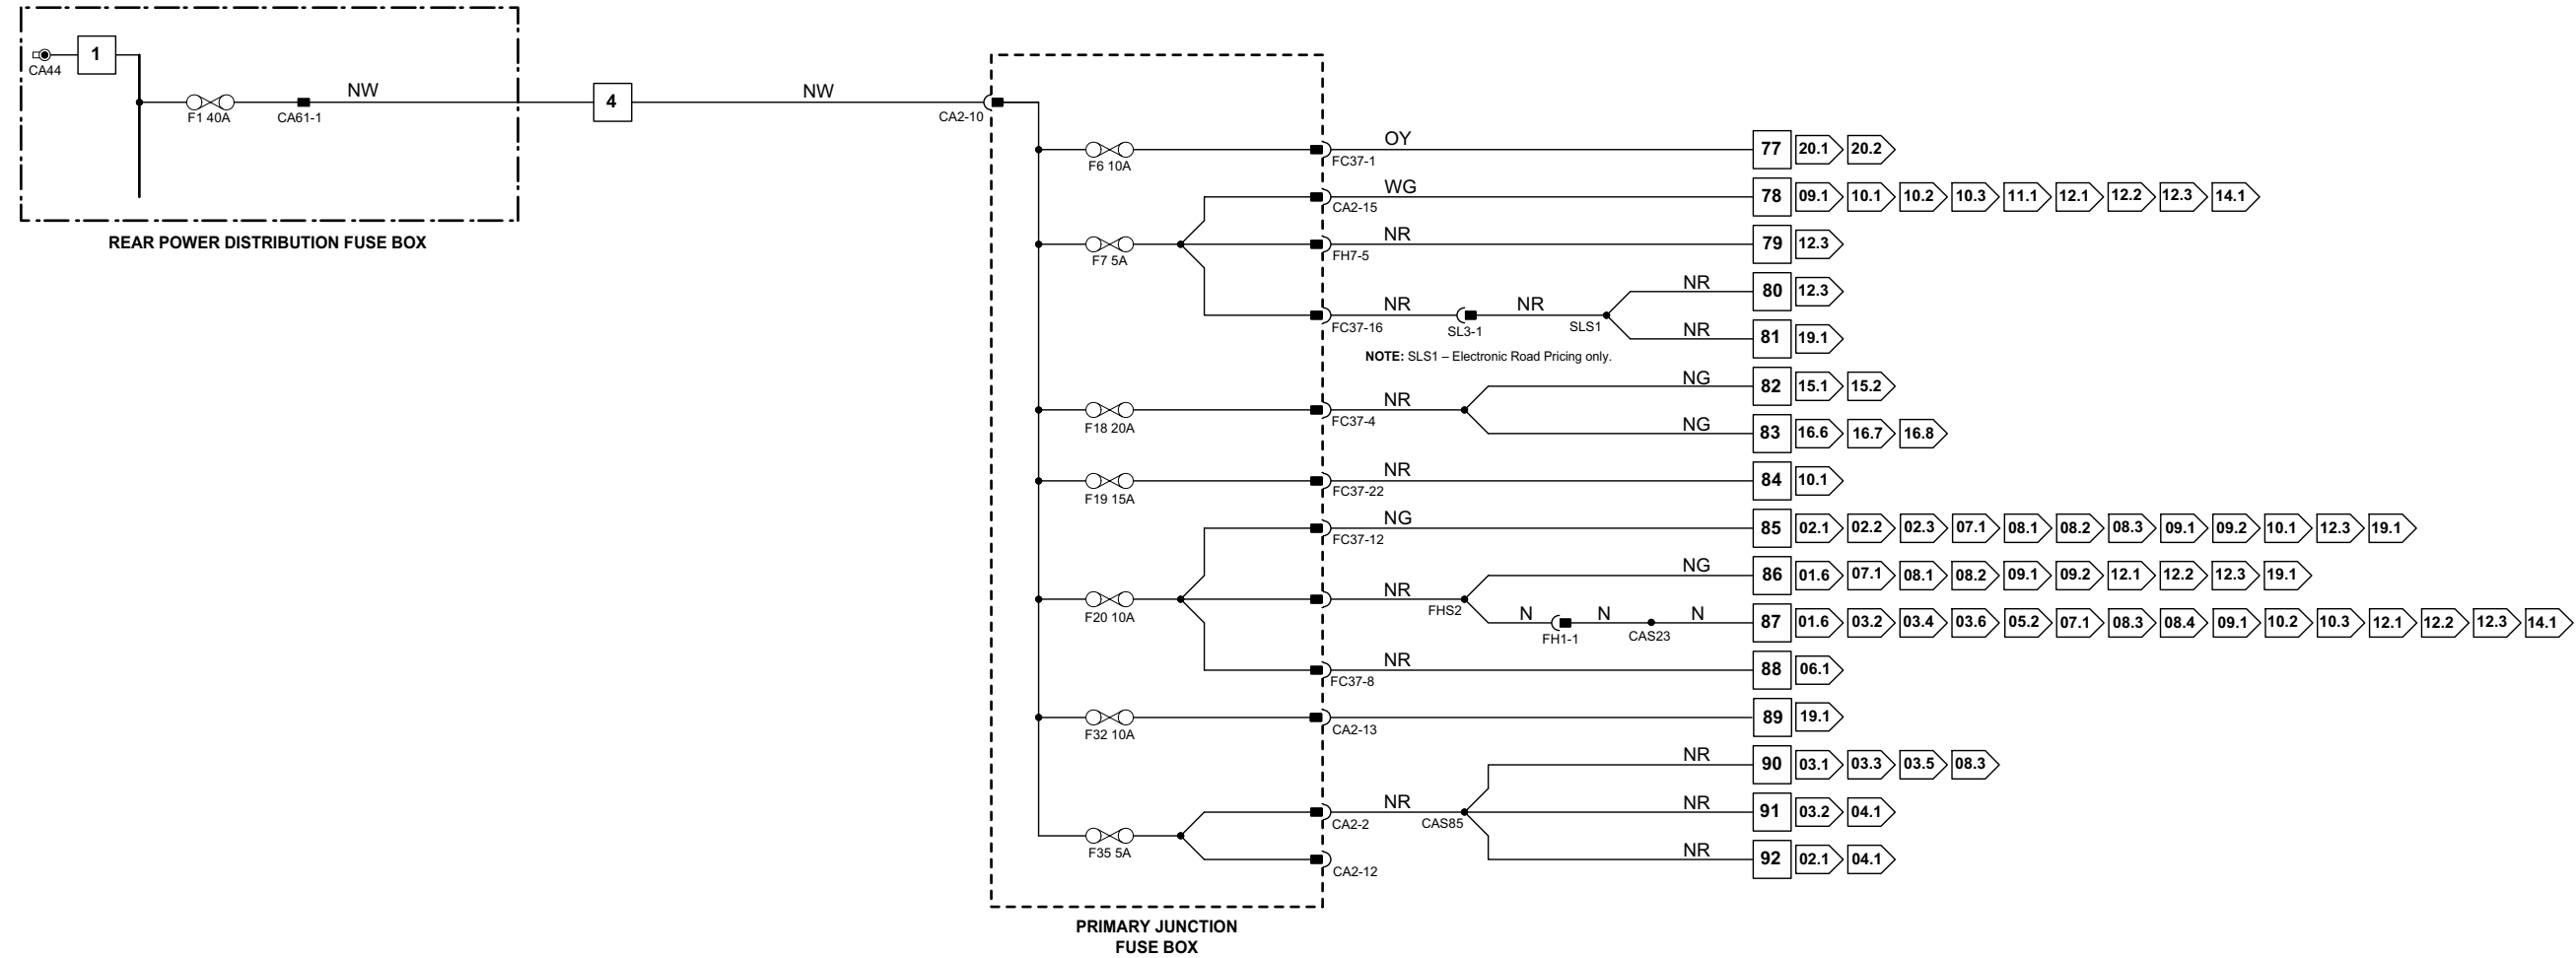 1
CA44
F1 40A
CA61-1
NW
REAR POWER DISTRIBUTION FUSE BOX
4
NW
CA2-10
F6 10A FC37-1 OY 77 20.1 20.2
CA2-15 WG 78 09.1 10.1 10.2 10.3 11.1 12.1 12.2 12.3 14.1
F7 5A FH7-5 NR 79 12.3
NR 80 12.3
FC37-16 NR SL3-1 NR SLS1
NR 81 19.1
NOTE: SLS1 – Electronic Road Pricing only.
NG 82 15.1 15.2
F18 20A FC37-4 NR
NG 83 16.6 16.7 16.8
F19 15A FC37-22 NR 84 10.1
FC37-12 NG 85 02.1 02.2 02.3 07.1 08.1 08.2 08.3 09.1 09.2 10.1 12.3 19.1
NG 86 01.6 07.1 08.1 08.2 09.1 09.2 12.1 12.2 12.3 19.1
F20 10A NR FHS2
N FH1-1 N CAS23 N 87 01.6 03.2 03.4 03.6 05.2 07.1 08.3 08.4 09.1 10.2 10.3 12.1 12.2 12.3 14.1
FC37-8 NR 88 06.1
F32 10A CA2-13 89 19.1
NR 90 03.1 03.3 03.5 08.3
CA2-2 NR CAS85 NR 91 03.2 04.1
F35 5A
CA2-12 NR 92 02.1 04.1
PRIMARY JUNCTION
FUSE BOX